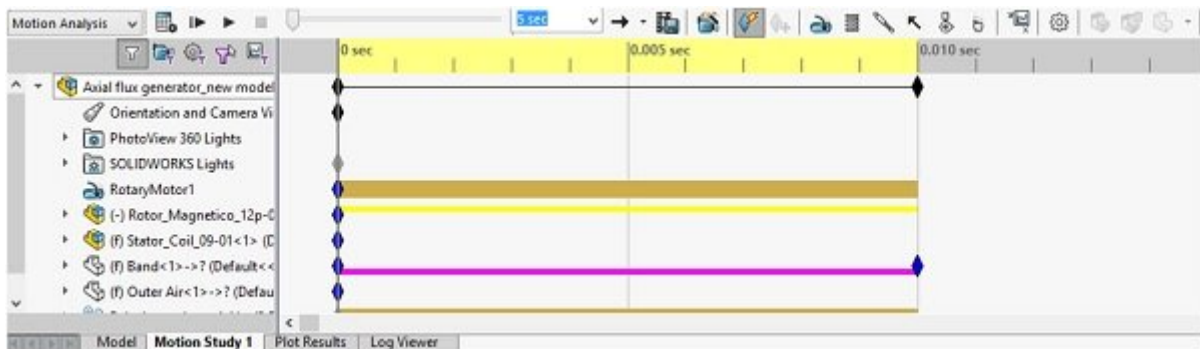 Motion Analysis
5 sec
0 sec
0.005 sec
0.010 sec
Axial flux generator_new model
Orientation and Camera Vi
PhotoView 360 Lights
SOLIDWORKS Lights
RotaryMotor1
(-) Rotor_Magnetico_12p-0
(f) Stator_Coil_09-01<1> (D
(f) Band<1>->? (Default<<
(f) Outer Air<1>->? (Defau
Model
Motion Study 1
Plot Results
Log Viewer